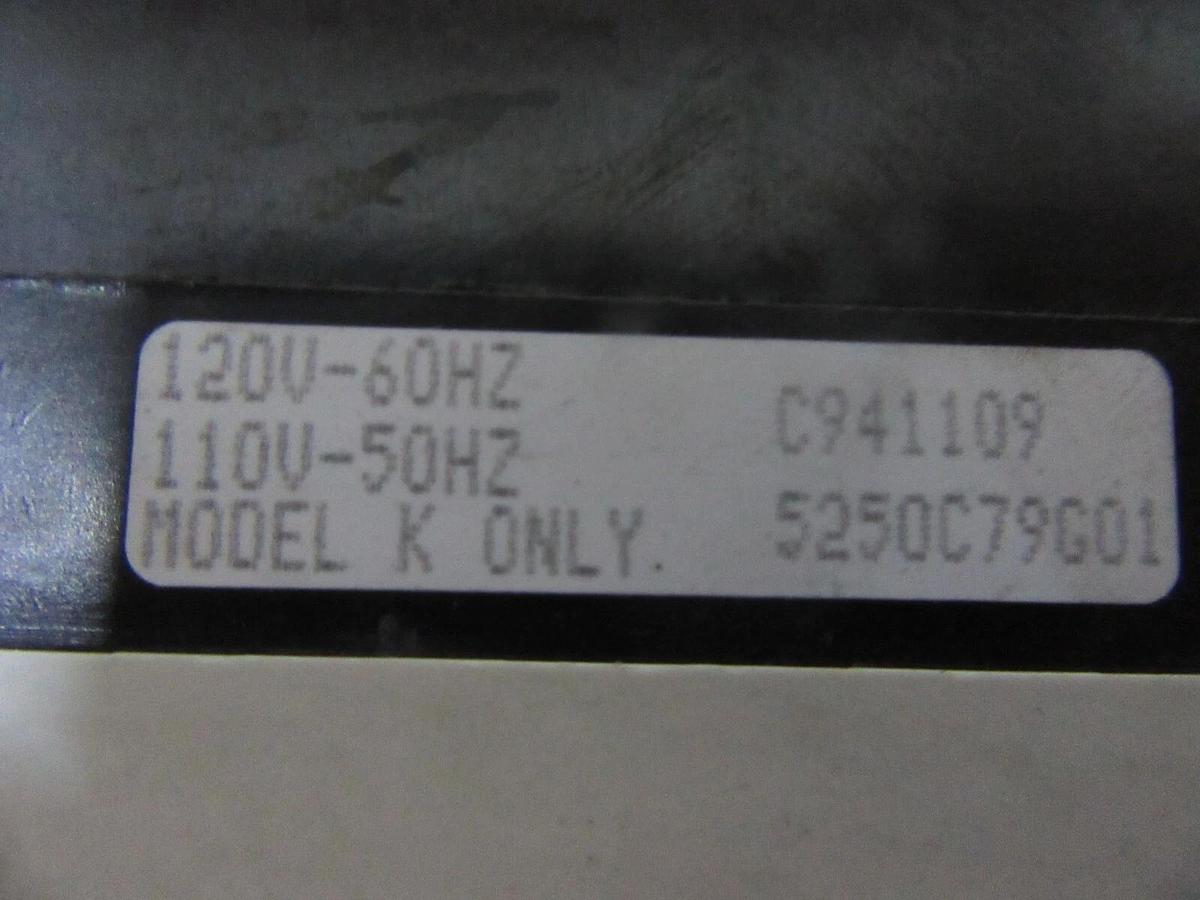 120V-60HZ
110V-50HZ
MODEL K ONLY.
C941109
5250C79G01